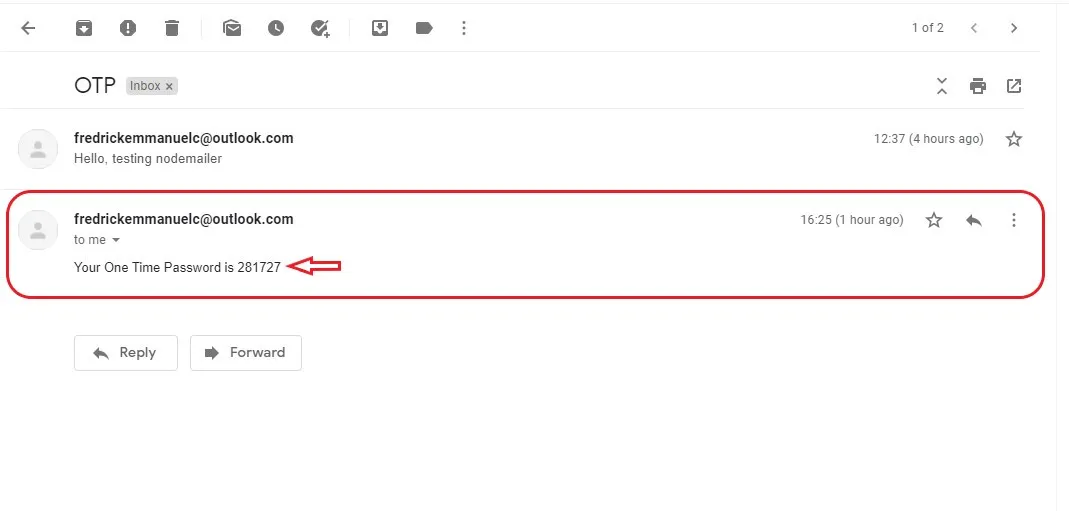 1 of 2
OTP Inbox x
fredrickemmanuelc@outlook.com 12:37 (4 hours ago)
Hello, testing nodemailer
fredrickemmanuelc@outlook.com 16:25 (1 hour ago)
to me
Your One Time Password is 281727
Reply Forward